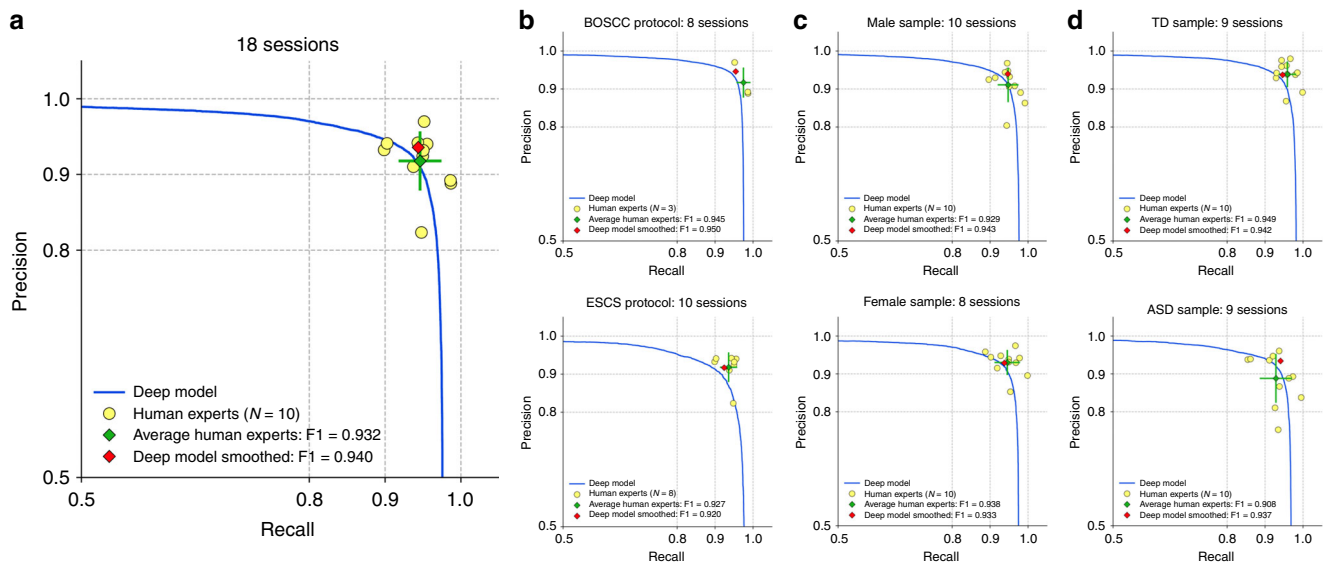 a
18 sessions
Precision
1.0
0.9
0.8
0.5
Deep model
Human experts (N = 10)
Average human experts: F1 = 0.932
Deep model smoothed: F1 = 0.940
0.5
0.8
0.9
1.0
Recall
b
BOSCC protocol: 8 sessions
Precision
1.0
0.9
0.8
0.5
Deep model
Human experts (N = 3)
Average human experts: F1 = 0.945
Deep model smoothed: F1 = 0.950
0.5
0.8
0.9
1.0
Recall
ESCS protocol: 10 sessions
Precision
1.0
0.9
0.8
0.5
Deep model
Human experts (N = 8)
Average human experts: F1 = 0.927
Deep model smoothed: F1 = 0.920
0.5
0.8
0.9
1.0
Recall
c
Male sample: 10 sessions
Precision
1.0
0.9
0.8
0.5
Deep model
Human experts (N = 10)
Average human experts: F1 = 0.929
Deep model smoothed: F1 = 0.943
0.5
0.8
0.9
1.0
Recall
Female sample: 8 sessions
Precision
1.0
0.9
0.8
0.5
Deep model
Human experts (N = 10)
Average human experts: F1 = 0.938
Deep model smoothed: F1 = 0.933
0.5
0.8
0.9
1.0
Recall
d
TD sample: 9 sessions
Precision
1.0
0.9
0.8
0.5
Deep model
Human experts (N = 10)
Average human experts: F1 = 0.949
Deep model smoothed: F1 = 0.942
0.5
0.8
0.9
1.0
Recall
ASD sample: 9 sessions
Precision
1.0
0.9
0.8
0.5
Deep model
Human experts (N = 10)
Average human experts: F1 = 0.908
Deep model smoothed: F1 = 0.937
0.5
0.8
0.9
1.0
Recall